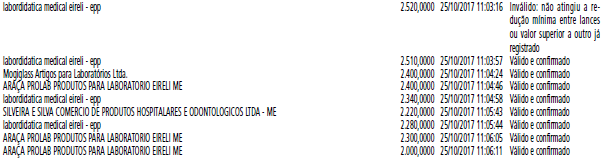 labordidatica medical eireli - epp 2.520,0000 25/10/2017 11:03:16 Inválido: não atingiu a re-
dução mínima entre lances
ou valor superior a outro já
registrado
labordidatica medical eireli - epp 2.510,0000 25/10/2017 11:03:57 Válido e confirmado
Mogiglass Artigos para Laboratórios Ltda. 2.400,0000 25/10/2017 11:04:24 Válido e confirmado
ARAÇA PROLAB PRODUTOS PARA LABORATORIO EIRELI ME 2.400,0000 25/10/2017 11:04:46 Válido e confirmado
labordidatica medical eireli - epp 2.340,0000 25/10/2017 11:04:58 Válido e confirmado
SILVEIRA E SILVA COMERCIO DE PRODUTOS HOSPITALARES E ODONTOLOGICOS LTDA - ME 2.220,0000 25/10/2017 11:05:43 Válido e confirmado
labordidatica medical eireli - epp 2.280,0000 25/10/2017 11:05:44 Válido e confirmado
ARAÇA PROLAB PRODUTOS PARA LABORATORIO EIRELI ME 2.300,0000 25/10/2017 11:06:05 Válido e confirmado
ARAÇA PROLAB PRODUTOS PARA LABORATORIO EIRELI ME 2.000,0000 25/10/2017 11:06:11 Válido e confirmado